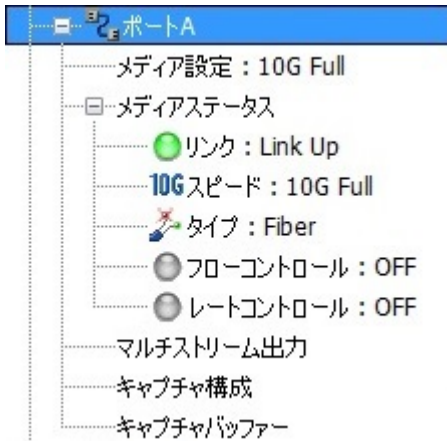 ポートA
メディア設定：10G Full
メディアステータス
リンク：Link Up
10G スピード：10G Full
タイプ：Fiber
フローコントロール：OFF
レートコントロール：OFF
マルチストリーム出力
キャプチャ構成
キャプチャバッファー